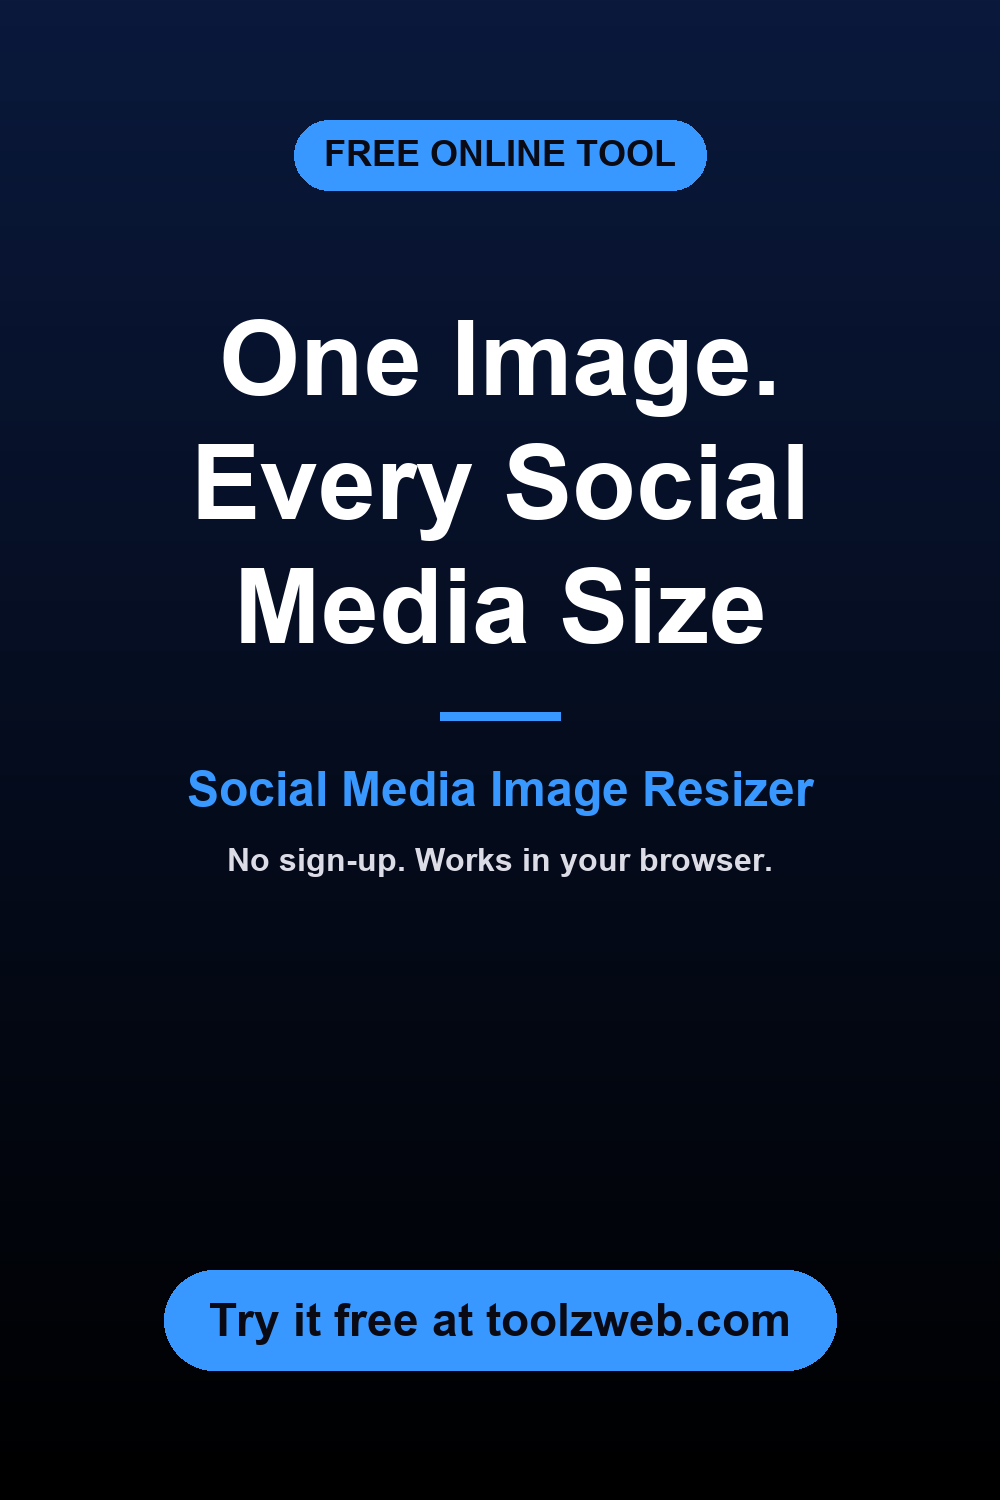 FREE ONLINE TOOL
One Image.
Every Social
Media Size
Social Media Image Resizer
No sign-up. Works in your browser.
Try it free at toolzweb.com